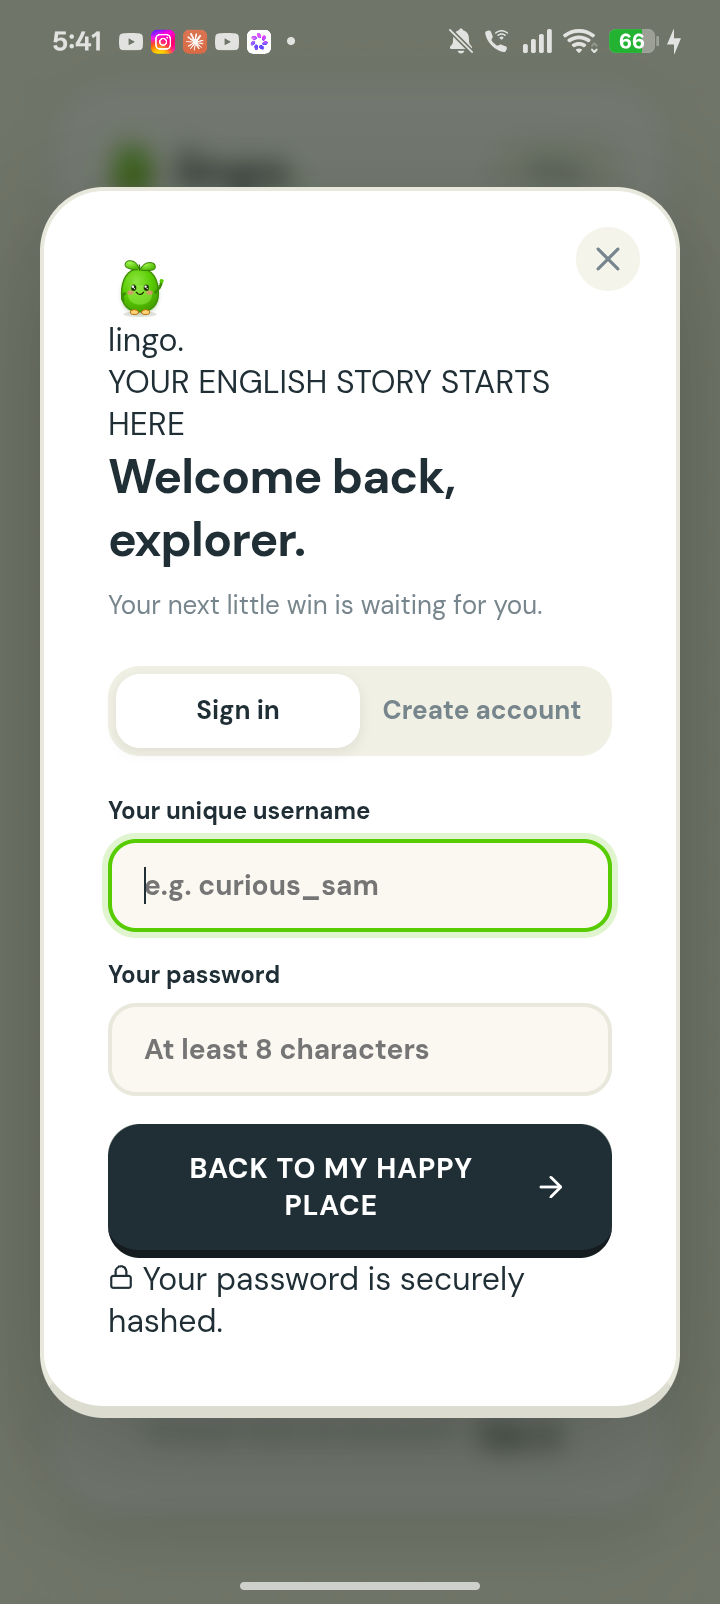 5:41
66
lingo.
YOUR ENGLISH STORY STARTS
HERE
Welcome back,
explorer.
Your next little win is waiting for you.
Sign in
Create account
Your unique username
e.g. curious_sam
Your password
At least 8 characters
BACK TO MY HAPPY
PLACE
Your password is securely
hashed.